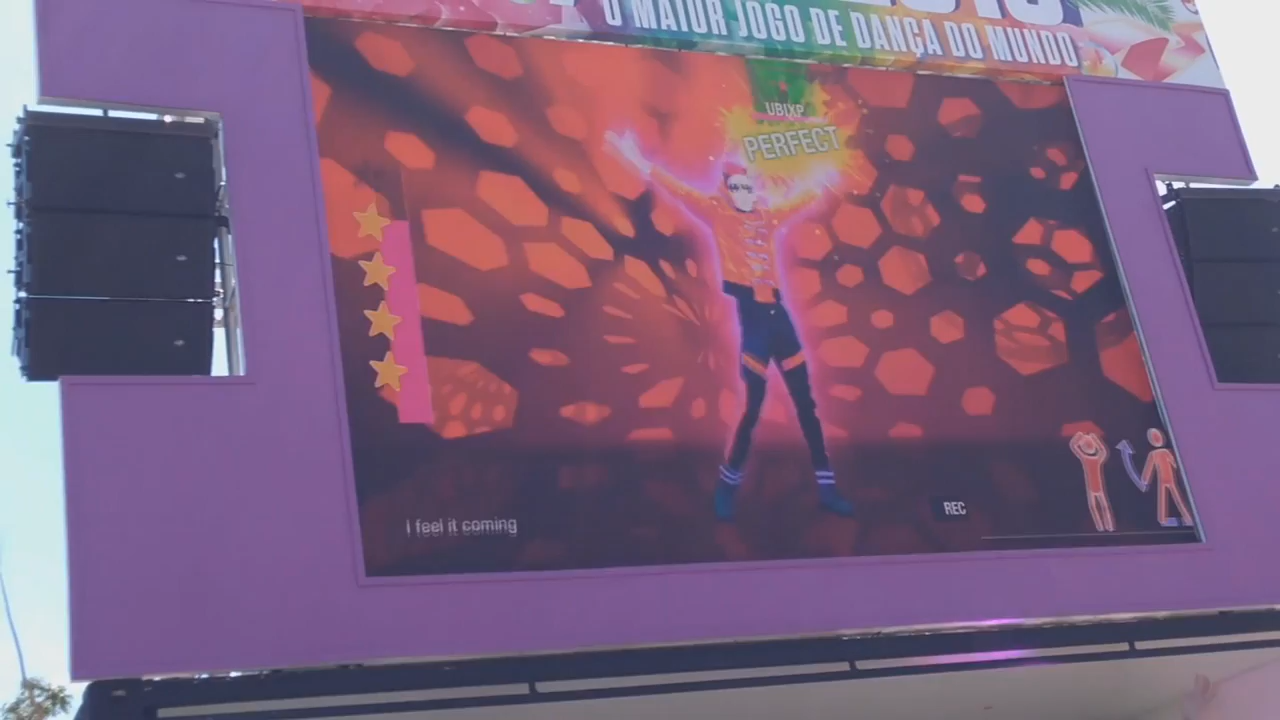 O MAIOR JOGO DE DANÇA DO MUNDO
UBIXP
PERFECT
I feel it coming
REC